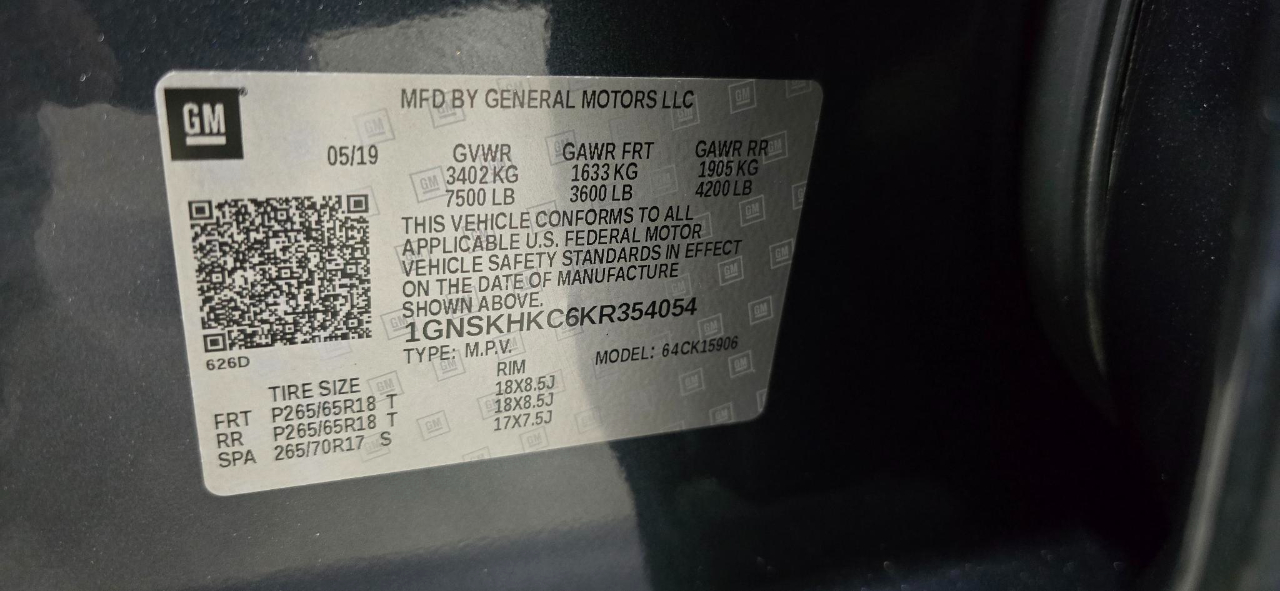 GM
MFD BY GENERAL MOTORS LLC
05/19 GVWR GAWR FRT GAWR RR
3402 KG 1633 KG 1905 KG
7500 LB 3600 LB 4200 LB
THIS VEHICLE CONFORMS TO ALL
APPLICABLE U.S. FEDERAL MOTOR
VEHICLE SAFETY STANDARDS IN EFFECT
ON THE DATE OF MANUFACTURE
SHOWN ABOVE.
1GNSKHKC6KR354054
626D
TYPE: M.P.V. MODEL: 64CK15906
TIRE SIZE RIM
FRT P265/65R18 T 18X8.5J
RR P265/65R18 T 18X8.5J
SPA 265/70R17 S 17X7.5J